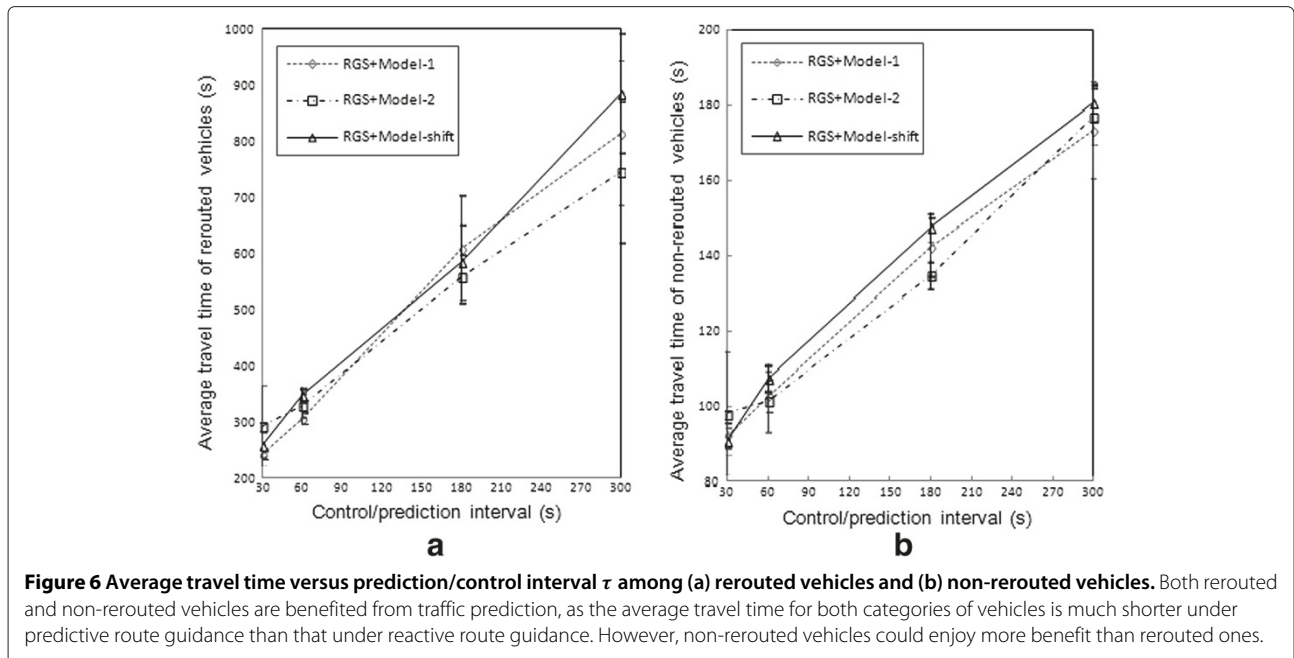 1000
900
800
700
600
500
400
300
200
Average travel time of rerouted vehicles (s)
RGS+Model-1
RGS+Model-2
RGS+Model-shift
30 60 90 120 150 180 210 240 270 300
Control/prediction interval (s)
a
200
180
160
140
120
100
80
Average travel time of non-rerouted vehicles (s)
RGS+Model-1
RGS+Model-2
RGS+Model-shift
30 60 90 120 150 180 210 240 270 300
Control/prediction interval (s)
b
Figure 6 Average travel time versus prediction/control interval τ among (a) rerouted vehicles and (b) non-rerouted vehicles. Both rerouted
and non-rerouted vehicles are benefited from traffic prediction, as the average travel time for both categories of vehicles is much shorter under
predictive route guidance than that under reactive route guidance. However, non-rerouted vehicles could enjoy more benefit than rerouted ones.